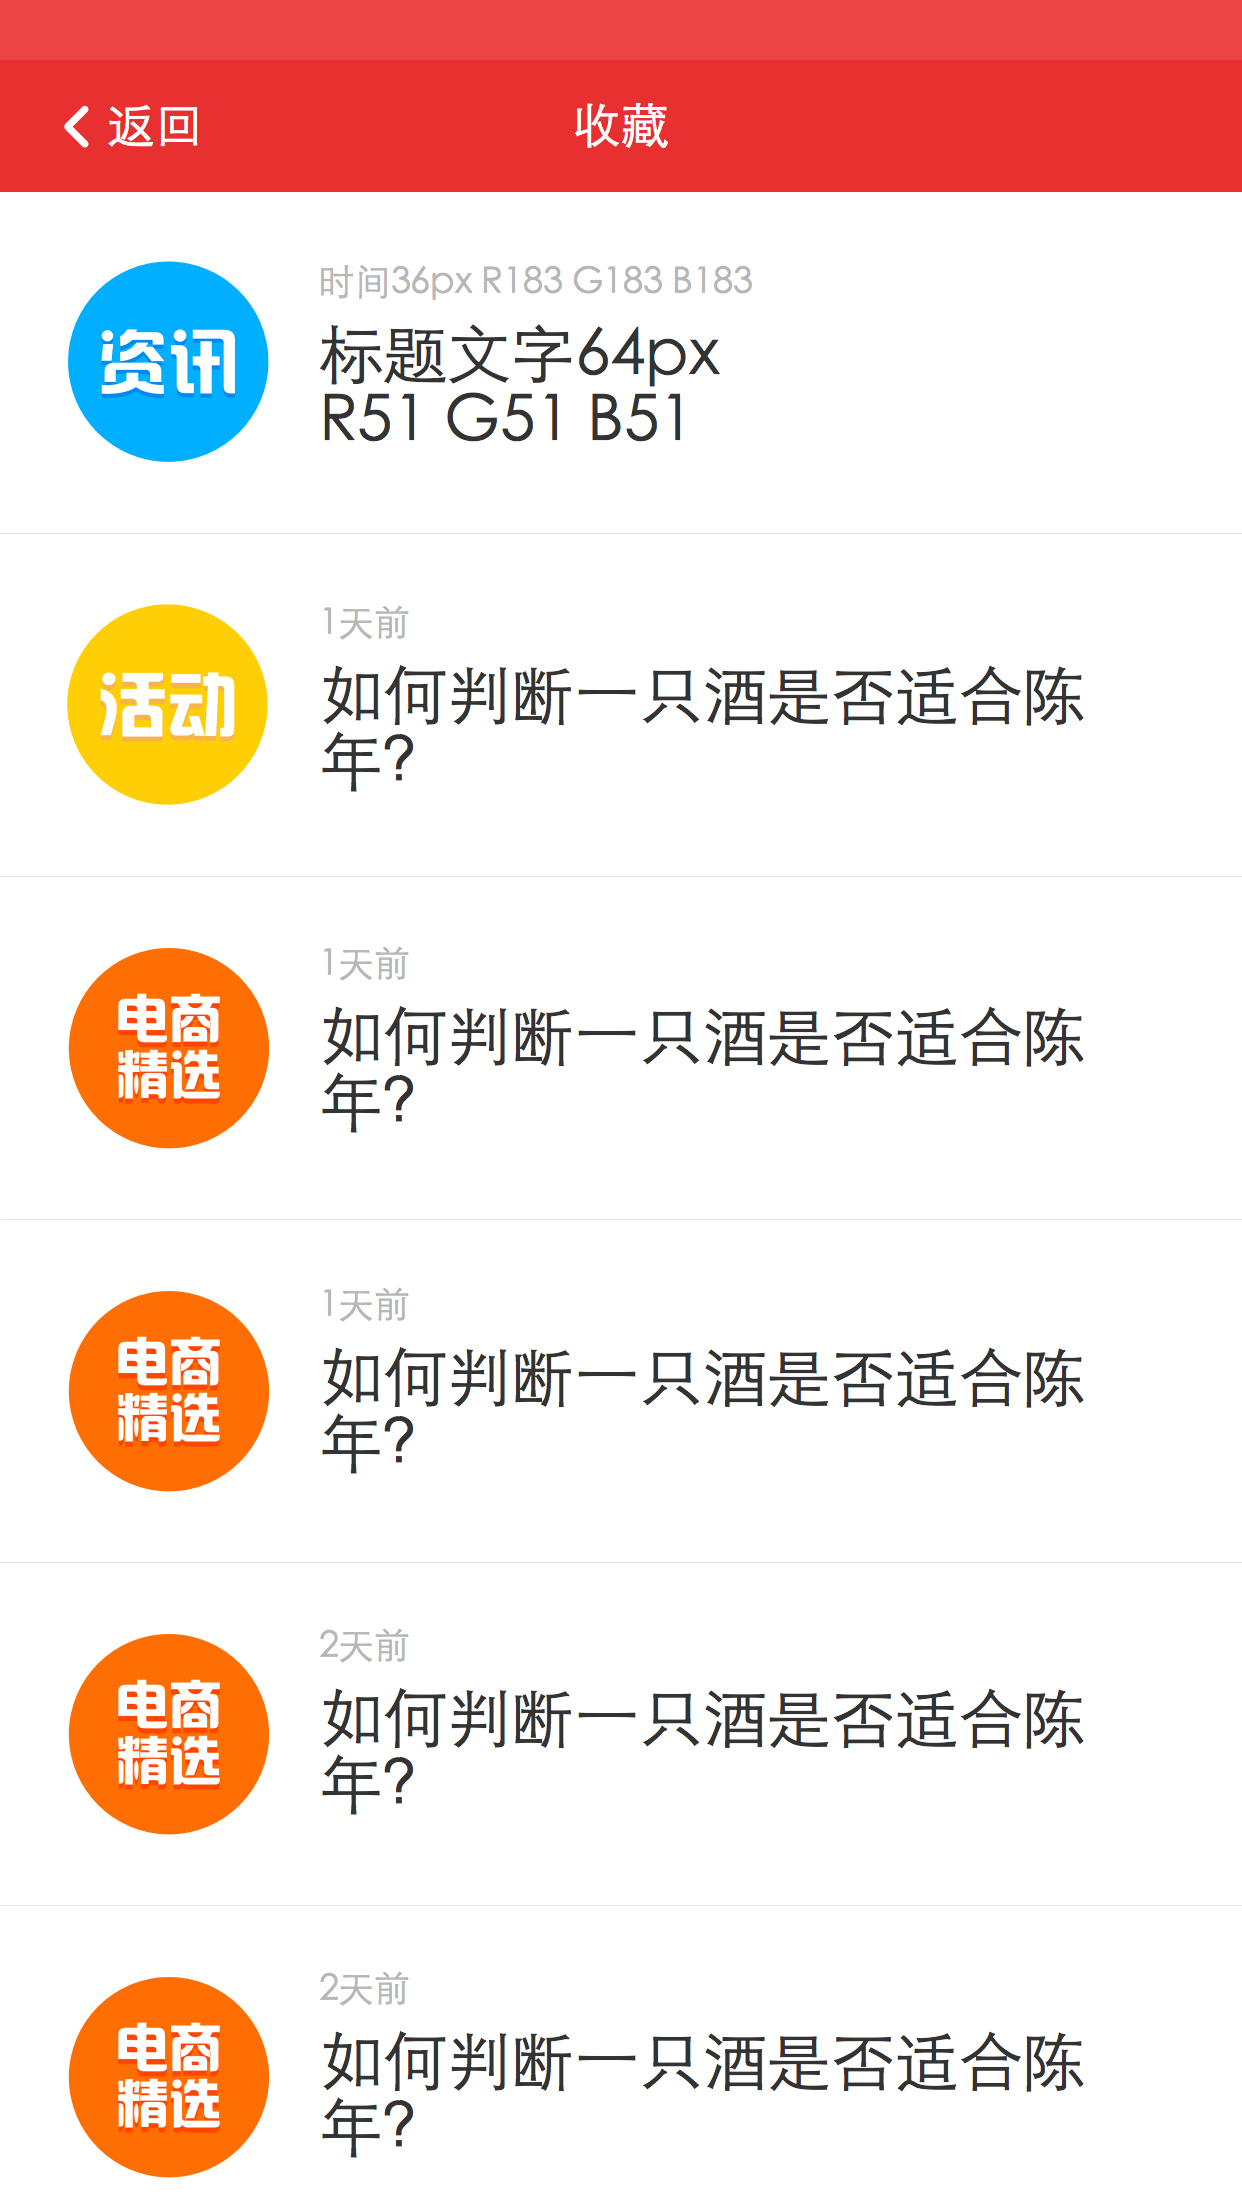 返回
收藏
资讯
时间36px R183 G183 B183
标题文字64px
R51 G51 B51
活动
1天前
如何判断一只酒是否适合陈
年?
电商
精选
1天前
如何判断一只酒是否适合陈
年?
电商
精选
1天前
如何判断一只酒是否适合陈
年?
电商
精选
2天前
如何判断一只酒是否适合陈
年?
电商
精选
2天前
如何判断一只酒是否适合陈
年?